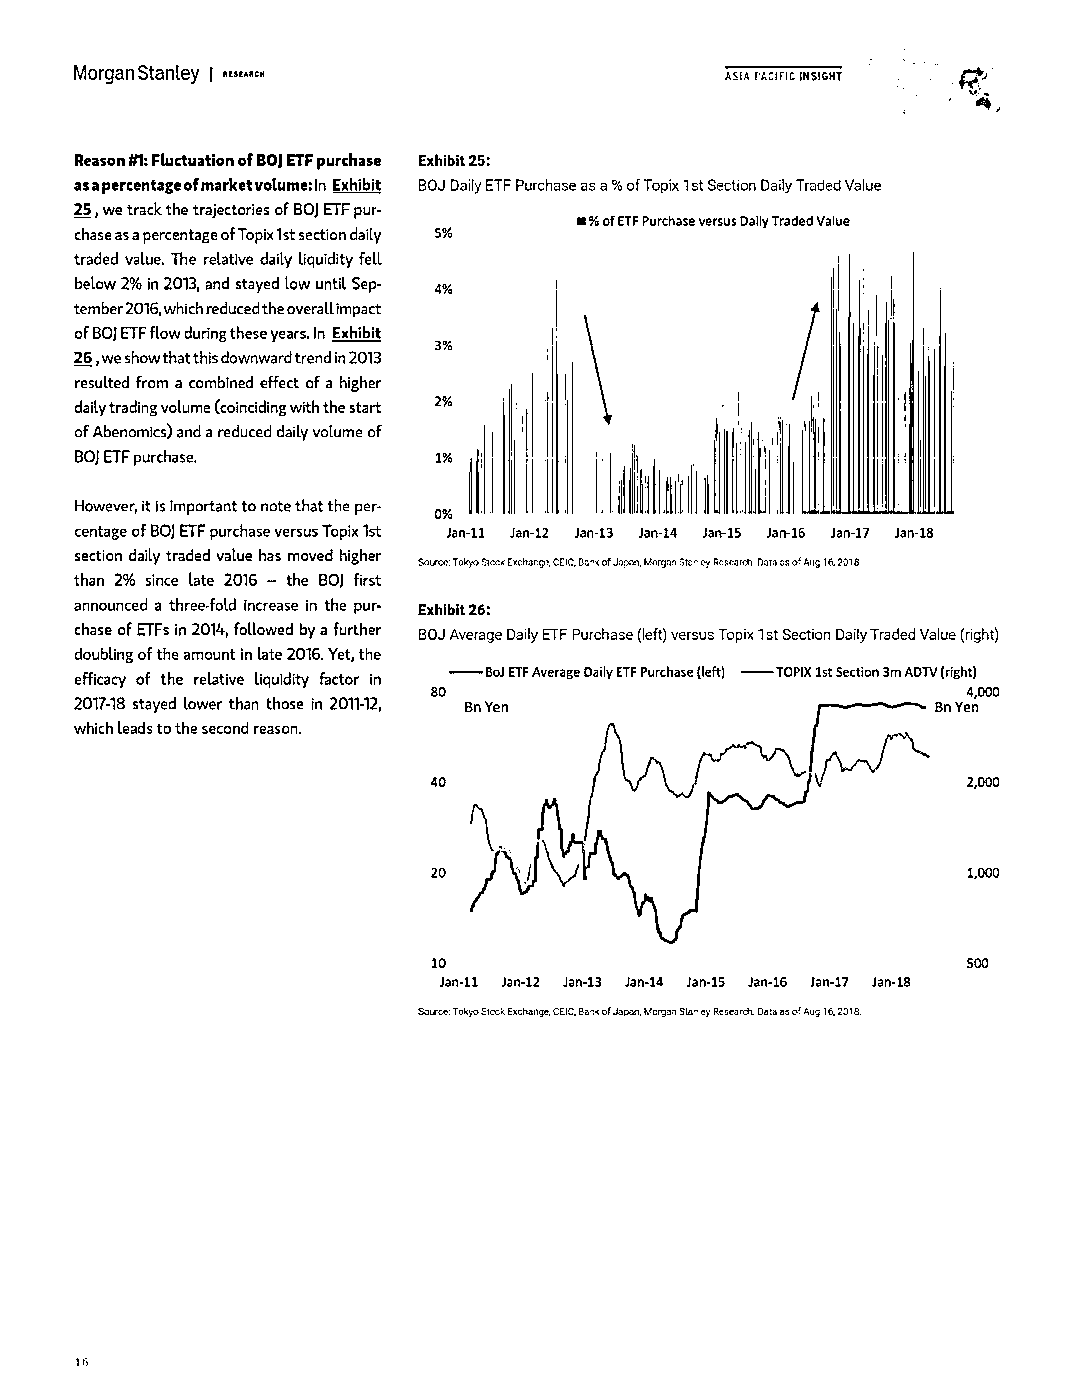 Morgan Stanley | RESEARCH
ASIA PACIFIC INSIGHT
Reason #1: Fluctuation of BOJ ETF purchase
as a percentage of market volume: In Exhibit
25 , we track the trajectories of BOJ ETF pur-
chase as a percentage of Topix 1st section daily
traded value. The relative daily liquidity fell
below 2% in 2013, and stayed low until Sep-
tember 2016, which reduced the overall impact
of BOJ ETF flow during these years. In Exhibit
26 , we show that this downward trend in 2013
resulted from a combined effect of a higher
daily trading volume (coinciding with the start
of Abenomics) and a reduced daily volume of
BOJ ETF purchase.
However, it is important to note that the per-
centage of BOJ ETF purchase versus Topix 1st
section daily traded value has moved higher
than 2% since late 2016 – the BOJ first
announced a three-fold increase in the pur-
chase of ETFs in 2014, followed by a further
doubling of the amount in late 2016. Yet, the
efficacy of the relative liquidity factor in
2017-18 stayed lower than those in 2011-12,
which leads to the second reason.
Exhibit 25:
BOJ Daily ETF Purchase as a % of Topix 1st Section Daily Traded Value
% of ETF Purchase versus Daily Traded Value
5%
4%
3%
2%
1%
0%
Jan-11 Jan-12 Jan-13 Jan-14 Jan-15 Jan-16 Jan-17 Jan-18
Source: Tokyo Stock Exchange, CEIC, Bank of Japan, Morgan Stanley Research. Data as of Aug 16, 2018
Exhibit 26:
BOJ Average Daily ETF Purchase (left) versus Topix 1st Section Daily Traded Value (right)
BoJ ETF Average Daily ETF Purchase (left) TOPIX 1st Section 3m ADTV (right)
80 4,000
Bn Yen Bn Yen
40 2,000
20 1,000
10 500
Jan-11 Jan-12 Jan-13 Jan-14 Jan-15 Jan-16 Jan-17 Jan-18
Source: Tokyo Stock Exchange, CEIC, Bank of Japan, Morgan Stanley Research. Data as of Aug 16, 2018.
16